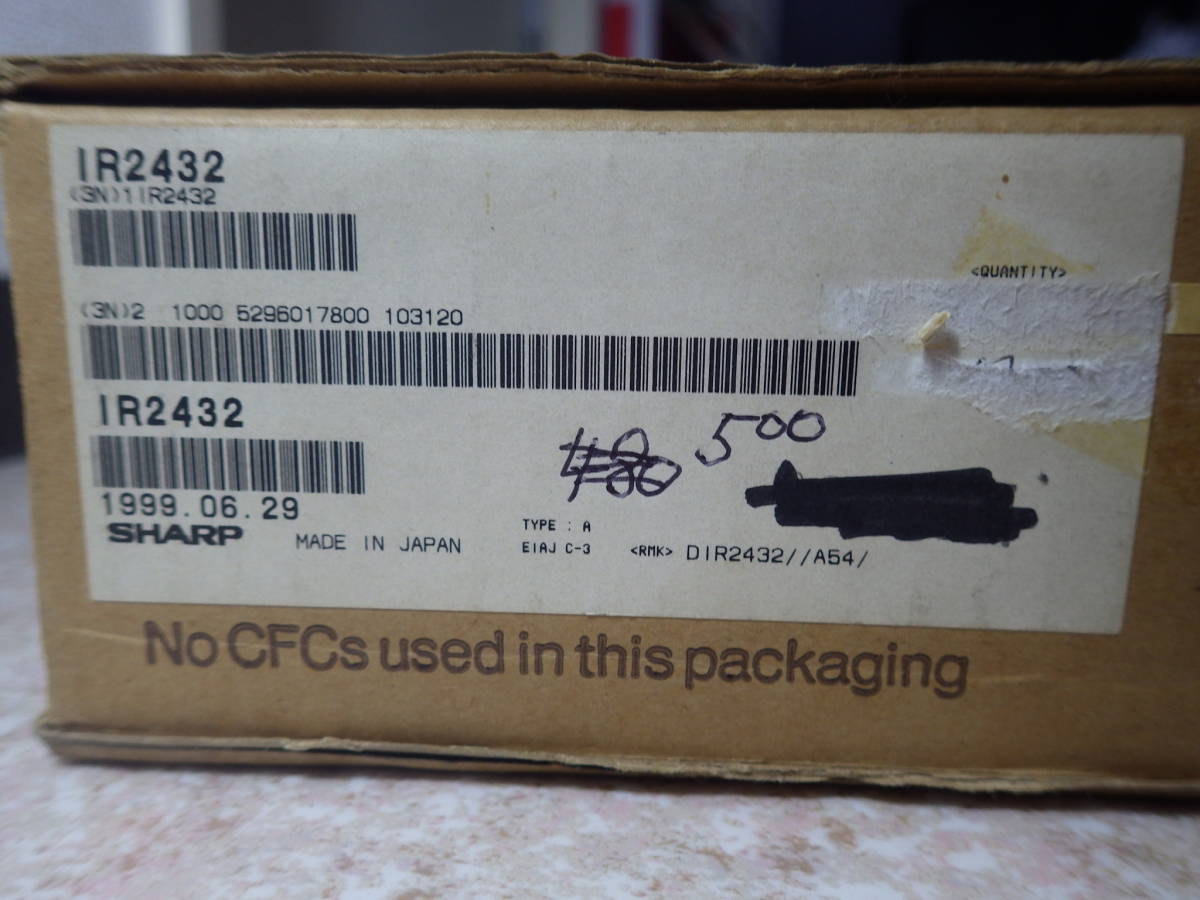 IR2432
(3N)1IR2432
<QUANTITY>
(3N)2 1000 5296017800 103120
IR2432
500
1999.06.29
SHARP
MADE IN JAPAN
TYPE : A
EIAJ C-3
<RMK> DIR2432//A54/
No CFCs used in this packaging